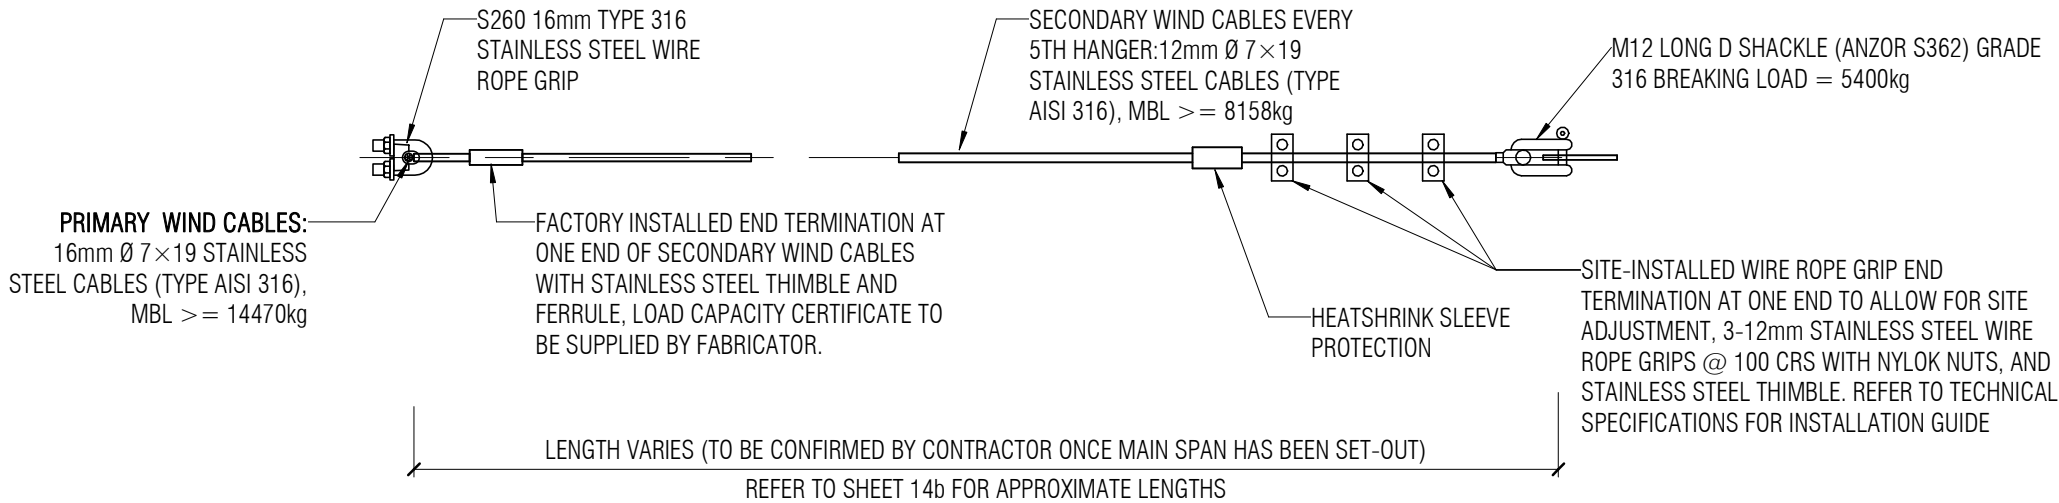 S260 16mm TYPE 316
STAINLESS STEEL WIRE
ROPE GRIP
SECONDARY WIND CABLES EVERY
5TH HANGER:12mm Ø 7×19
STAINLESS STEEL CABLES (TYPE
AISI 316), MBL >= 8158kg
M12 LONG D SHACKLE (ANZOR S362) GRADE
316 BREAKING LOAD = 5400kg
PRIMARY WIND CABLES:
16mm Ø 7×19 STAINLESS
STEEL CABLES (TYPE AISI 316),
MBL >= 14470kg
FACTORY INSTALLED END TERMINATION AT
ONE END OF SECONDARY WIND CABLES
WITH STAINLESS STEEL THIMBLE AND
FERRULE, LOAD CAPACITY CERTIFICATE TO
BE SUPPLIED BY FABRICATOR.
HEATSHRINK SLEEVE
PROTECTION
SITE-INSTALLED WIRE ROPE GRIP END
TERMINATION AT ONE END TO ALLOW FOR SITE
ADJUSTMENT, 3-12mm STAINLESS STEEL WIRE
ROPE GRIPS @ 100 CRS WITH NYLOK NUTS, AND
STAINLESS STEEL THIMBLE. REFER TO TECHNICAL
SPECIFICATIONS FOR INSTALLATION GUIDE
LENGTH VARIES (TO BE CONFIRMED BY CONTRACTOR ONCE MAIN SPAN HAS BEEN SET-OUT)
REFER TO SHEET 14b FOR APPROXIMATE LENGTHS